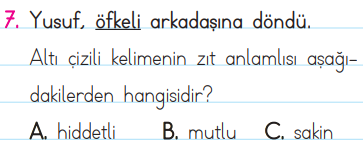 7. Yusuf, öfkeli arkadaşına döndü.
Altı çizili kelimenin zıt anlamlısı aşağı-
dakilerden hangisidir?
A. hiddetli B. mutlu C. sakin